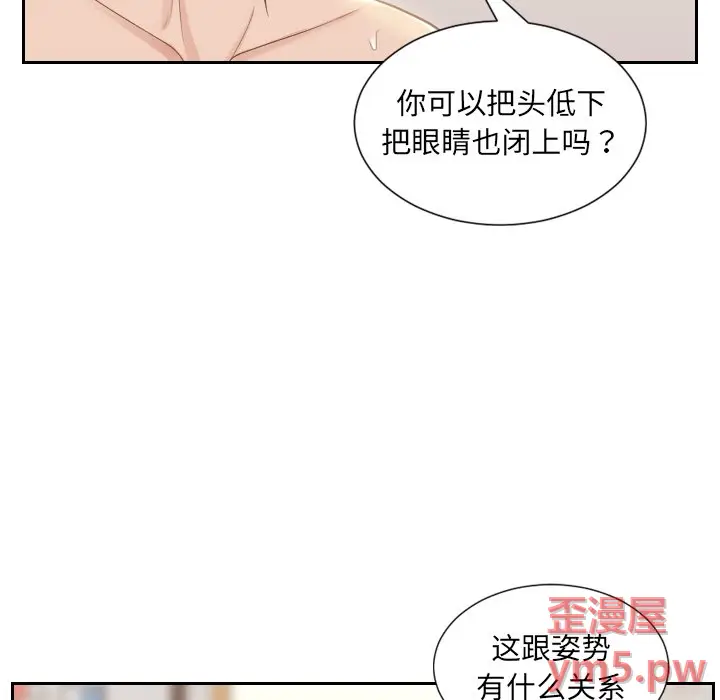 你可以把头低下
把眼睛也闭上吗？
这跟姿势
有什么关系
歪漫屋
ym5.pw